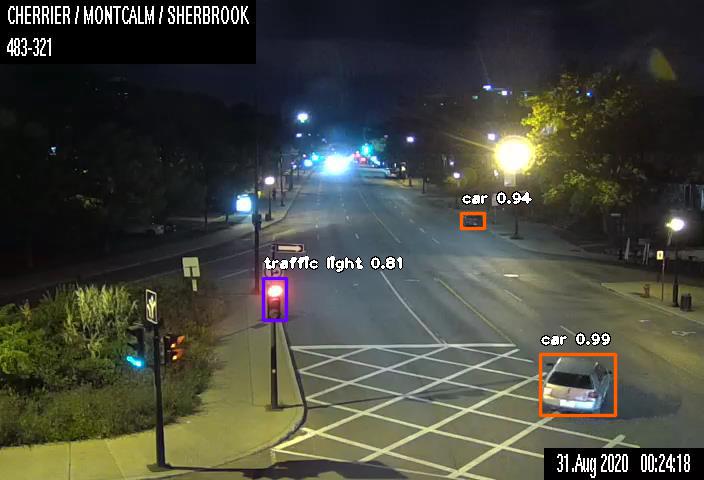 CHERRIER / MONTCALM / SHERBROOK
483-321
car 0.94
traffic light 0.81
car 0.99
31.Aug 2020 00:24:18